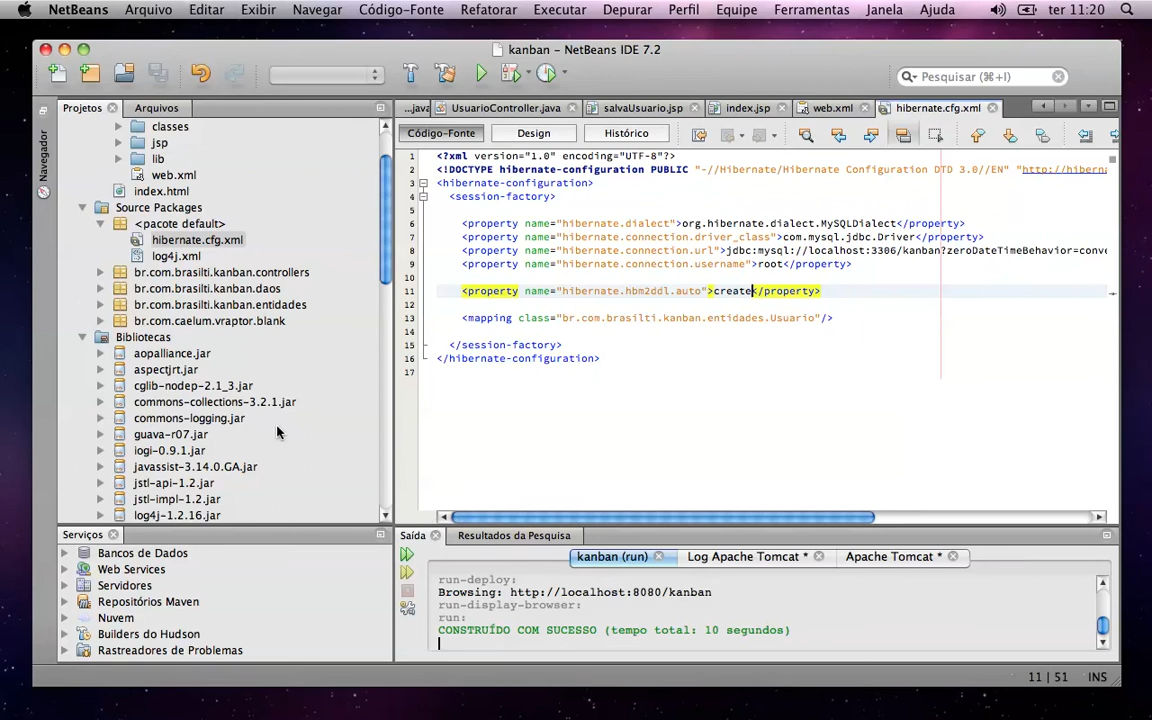 NetBeans Arquivo Editar Exibir Navegar Código-Fonte Refatorar Executar Depurar Perfil Equipe Ferramentas Janela Ajuda ter 11:20
kanban – NetBeans IDE 7.2
Pesquisar (⌘+I)
Projetos Arquivos
...java UsuarioController.java salvaUsuario.jsp index.jsp web.xml hibernate.cfg.xml
Código-Fonte Design Histórico
Navegador
classes
jsp
lib
web.xml
index.html
Source Packages
<pacote default>
hibernate.cfg.xml
log4j.xml
br.com.brasilti.kanban.controllers
br.com.brasilti.kanban.daos
br.com.brasilti.kanban.entidades
br.com.caelum.vraptor.blank
Bibliotecas
aopalliance.jar
aspectjrt.jar
cglib-nodep-2.1_3.jar
commons-collections-3.2.1.jar
commons-logging.jar
guava-r07.jar
iogi-0.9.1.jar
javassist-3.14.0.GA.jar
jstl-api-1.2.jar
jstl-impl-1.2.jar
log4j-1.2.16.jar
1 <?xml version="1.0" encoding="UTF-8"?>
2 <!DOCTYPE hibernate-configuration PUBLIC "-//Hibernate/Hibernate Configuration DTD 3.0//EN" "http://hiberna
3 <hibernate-configuration>
4 <session-factory>
5
6 <property name="hibernate.dialect">org.hibernate.dialect.MySQLDialect</property>
7 <property name="hibernate.connection.driver_class">com.mysql.jdbc.Driver</property>
8 <property name="hibernate.connection.url">jdbc:mysql://localhost:3306/kanban?zeroDateTimeBehavior=conve
9 <property name="hibernate.connection.username">root</property>
10
11 <property name="hibernate.hbm2ddl.auto">create</property>
12
13 <mapping class="br.com.brasilti.kanban.entidades.Usuario"/>
14
15 </session-factory>
16 </hibernate-configuration>
17
Serviços
Bancos de Dados
Web Services
Servidores
Repositórios Maven
Nuvem
Builders do Hudson
Rastreadores de Problemas
Saída Resultados da Pesquisa
kanban (run) Log Apache Tomcat * Apache Tomcat *
run-deploy:
Browsing: http://localhost:8080/kanban
run-display-browser:
run:
CONSTRUÍDO COM SUCESSO (tempo total: 10 segundos)
11 | 51 INS